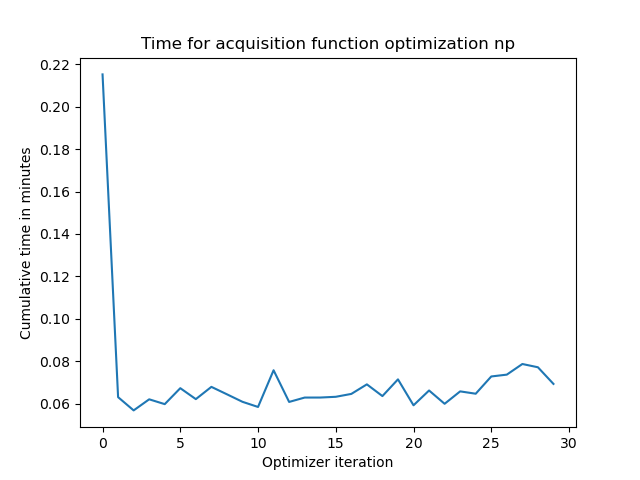 Time for acquisition function optimization np
0.22
0.20
0.18
0.16
0.14
0.12
0.10
0.08
0.06
Cumulative time in minutes
0 5 10 15 20 25 30
Optimizer iteration